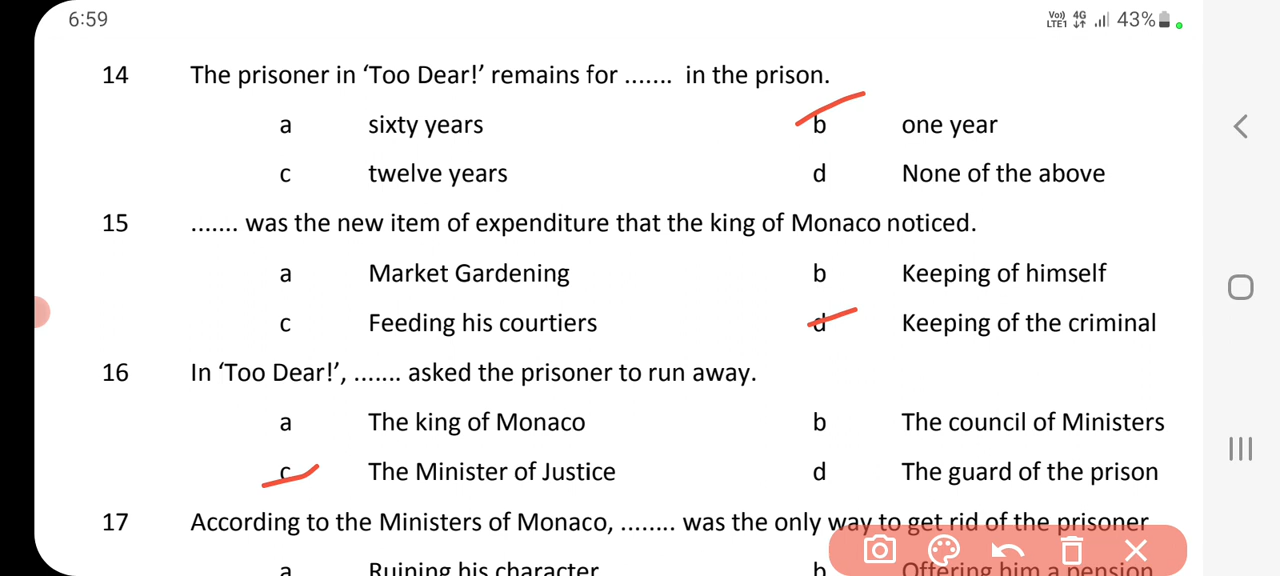 6:59 Vo)) LTE1 4G 43%
14 The prisoner in ‘Too Dear!’ remains for ....... in the prison.
a sixty years b one year
c twelve years d None of the above
15 ....... was the new item of expenditure that the king of Monaco noticed.
a Market Gardening b Keeping of himself
c Feeding his courtiers d Keeping of the criminal
16 In ‘Too Dear!’, ....... asked the prisoner to run away.
a The king of Monaco b The council of Ministers
c The Minister of Justice d The guard of the prison
17 According to the Ministers of Monaco, ........ was the only way to get rid of the prisoner
a Ruining his character b Offering him a pension